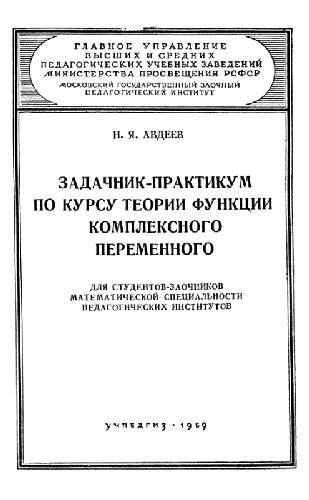 ГЛАВНОЕ УПРАВЛЕНИЕ
ВЫСШИХ И СРЕДНИХ
ПЕДАГОГИЧЕСКИХ УЧЕБНЫХ ЗАВЕДЕНИЙ
МИНИСТЕРСТВА ПРОСВЕЩЕНИЯ РСФСР
МОСКОВСКИЙ ГОСУДАРСТВЕННЫЙ ЗАОЧНЫЙ
ПЕДАГОГИЧЕСКИЙ ИНСТИТУТ
Н. Я. АВДЕЕВ
ЗАДАЧНИК-ПРАКТИКУМ
ПО КУРСУ ТЕОРИИ ФУНКЦИИ
КОМПЛЕКСНОГО
ПЕРЕМЕННОГО
ДЛЯ СТУДЕНТОВ-ЗАОЧНИКОВ
МАТЕМАТИЧЕСКОЙ СПЕЦИАЛЬНОСТИ
ПЕДАГОГИЧЕСКИХ ИНСТИТУТОВ
УЧПЕДГИЗ · 1959